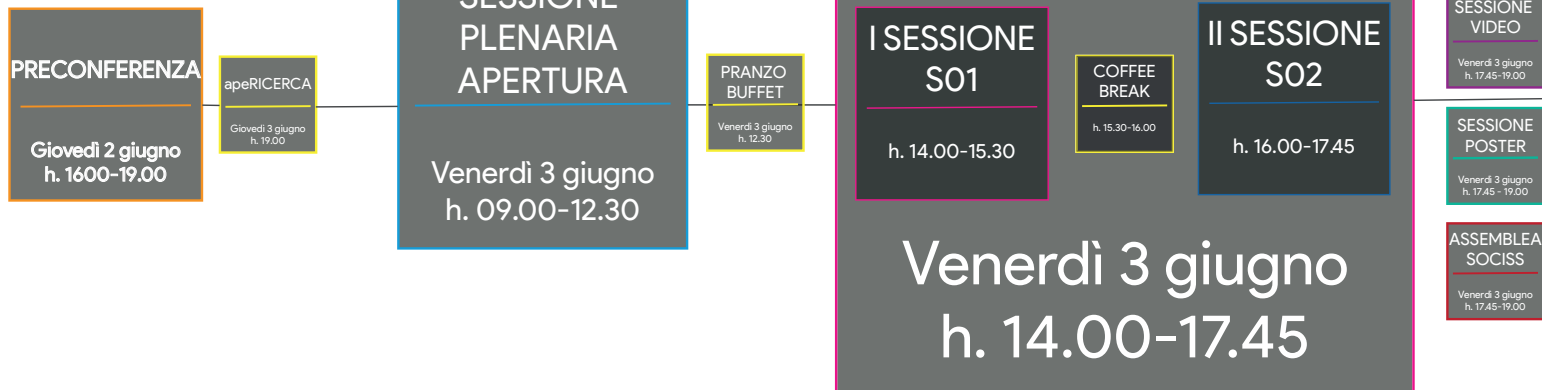 PRECONFERENZA
Giovedì 2 giugno
h. 1600-19.00
apeRICERCA
Giovedì 3 giugno
h. 19.00
SESSIONE
PLENARIA
APERTURA
Venerdì 3 giugno
h. 09.00-12.30
PRANZO
BUFFET
Venerdì 3 giugno
h. 12.30
I SESSIONE
S01
h. 14.00-15.30
COFFEE
BREAK
h. 15.30-16.00
II SESSIONE
S02
h. 16.00-17.45
Venerdì 3 giugno
h. 14.00-17.45
SESSIONE
VIDEO
Venerdì 3 giugno
h. 17.45-19.00
SESSIONE
POSTER
Venerdì 3 giugno
h. 17.45 - 19.00
ASSEMBLEA
SOCISS
Venerdì 3 giugno
h. 17.45-19.00